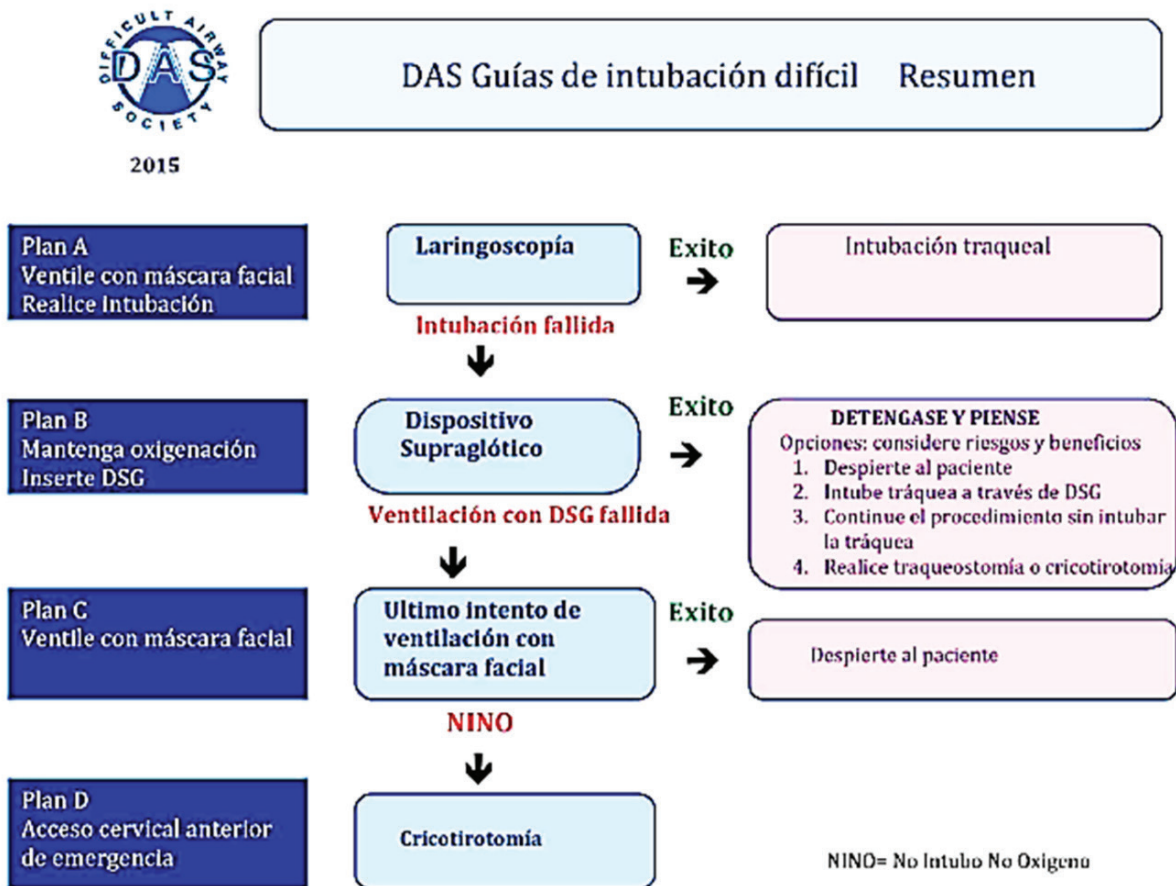 DIFFICULT AIRWAY
DAS
SOCIETY
2015
DAS Guías de intubación difícil Resumen
Plan A
Ventile con máscara facial
Realice Intubación
Laringoscopía
Exito
Intubación traqueal
Intubación fallida
Plan B
Mantenga oxigenación
Inserte DSG
Dispositivo
Supraglótico
Exito
DETENGASE Y PIENSE
Opciones: considere riesgos y beneficios
1. Despierte al paciente
2. Intube tráquea a través de DSG
3. Continue el procedimiento sin intubar
la tráquea
4. Realice traqueostomía o cricotirotomía
Ventilación con DSG fallida
Plan C
Ventile con máscara facial
Ultimo intento de
ventilación con
máscara facial
Exito
Despierte al paciente
NINO
Plan D
Acceso cervical anterior
de emergencia
Cricotirotomía
NINO= No Intubo No Oxigeno